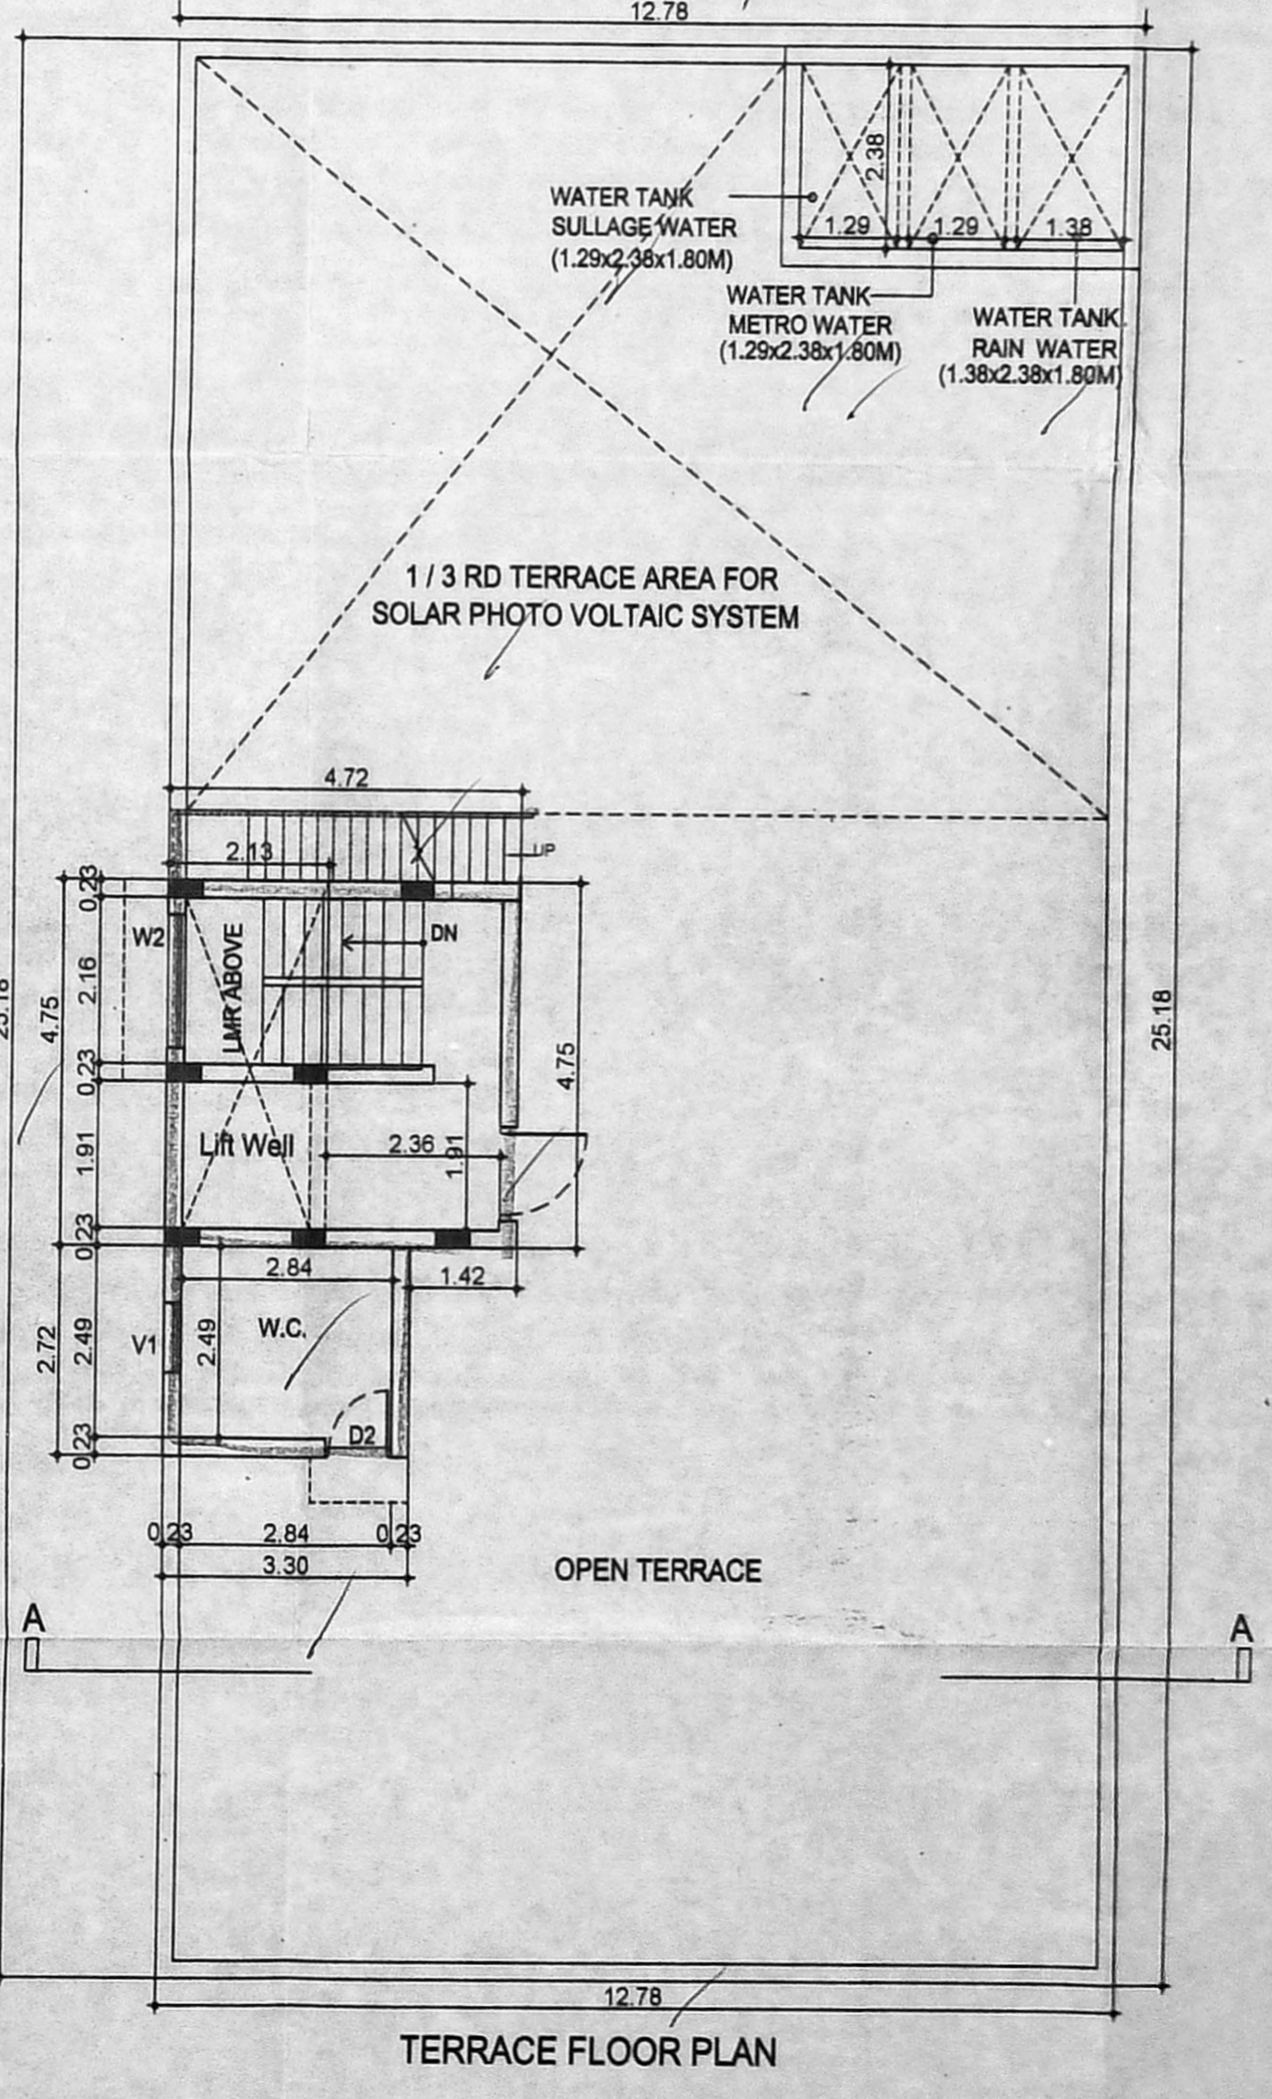 12.78
2.38
WATER TANK
SULLAGE WATER
(1.29x2.38x1.80M)
1.29
1.29
1.38
WATER TANK
METRO WATER
(1.29x2.38x1.80M)
WATER TANK
RAIN WATER
(1.38x2.38x1.80M)
1 / 3 RD TERRACE AREA FOR
SOLAR PHOTO VOLTAIC SYSTEM
4.72
UP
2.13
0.23
W2
LMR ABOVE
DN
2.16
4.75
25.18
4.75
0.23
Lift Well
2.36
1.91
1.91
0.23
2.84
1.42
W.C.
V1
2.49
2.49
2.72
D2
0.23
0.23
2.84
0.23
3.30
OPEN TERRACE
A
A
12.78
TERRACE FLOOR PLAN